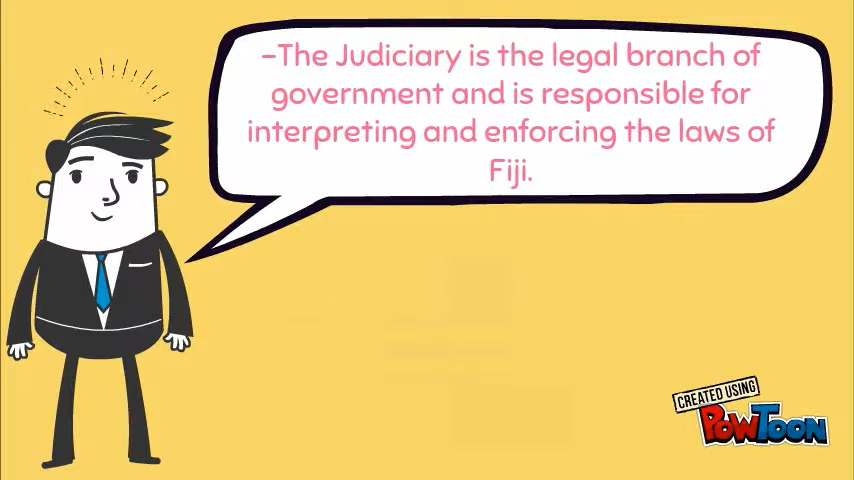 -The Judiciary is the legal branch of
government and is responsible for
interpreting and enforcing the laws of
Fiji.
CREATED USING
POWTOON